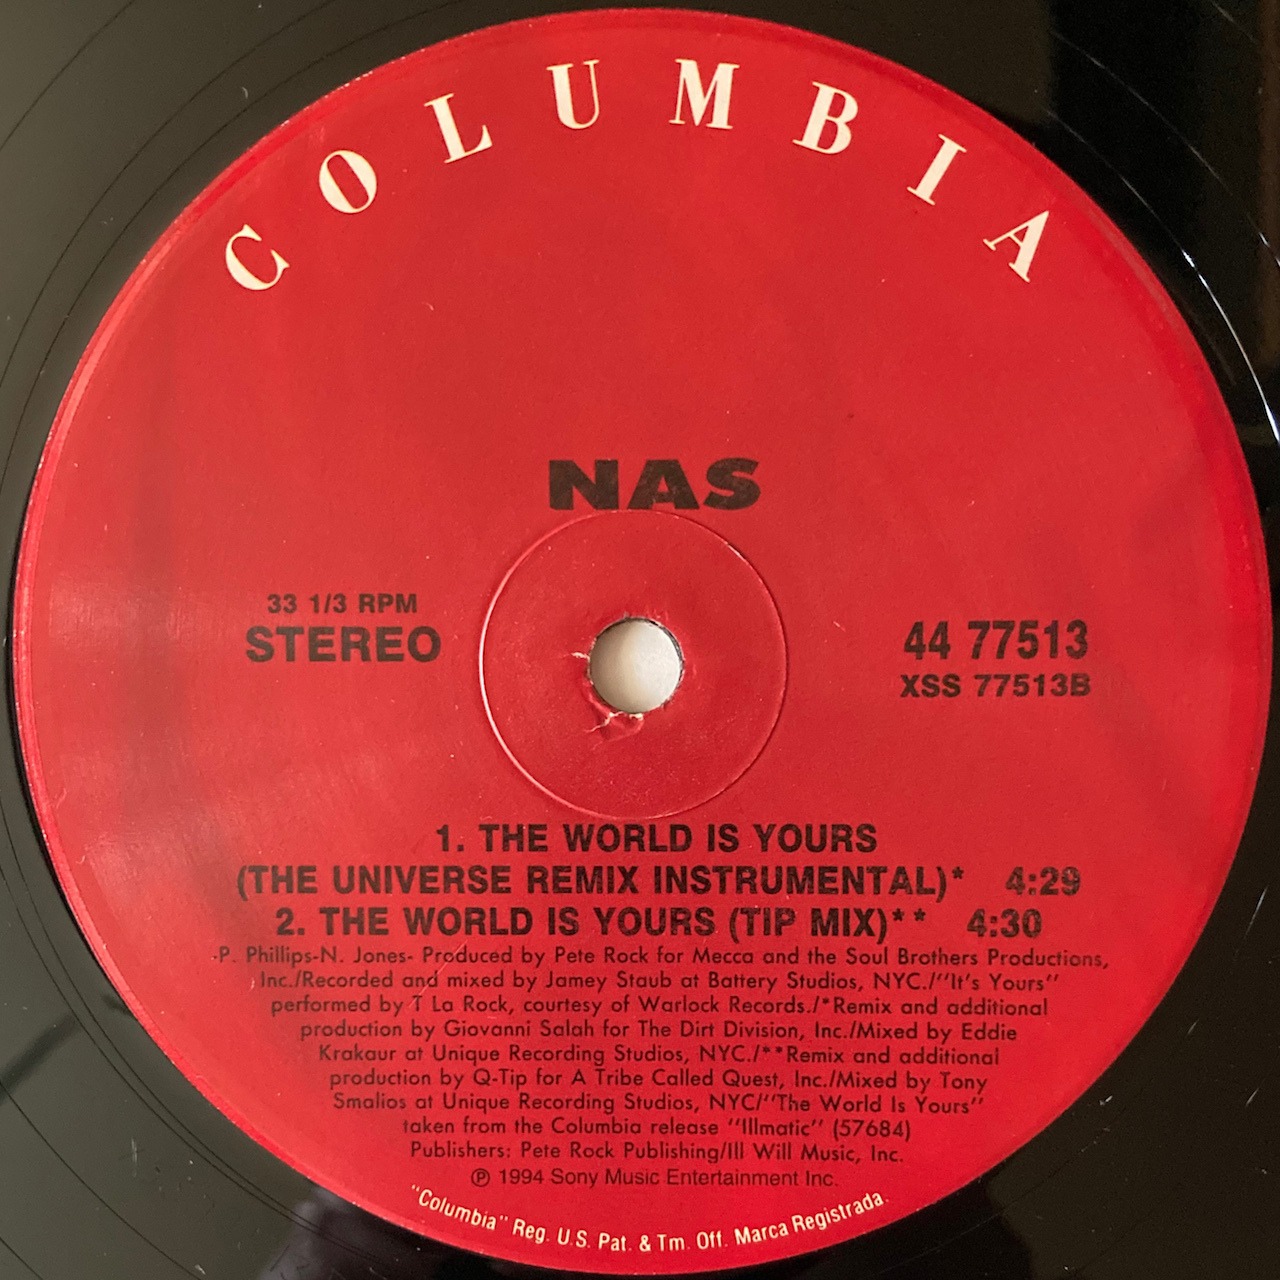 COLUMBIA
NAS
33 1/3 RPM
STEREO
44 77513
XSS 77513B
1. THE WORLD IS YOURS
(THE UNIVERSE REMIX INSTRUMENTAL)* 4:29
2. THE WORLD IS YOURS (TIP MIX)** 4:30
-P. Phillips-N. Jones- Produced by Pete Rock for Mecca and the Soul Brothers Productions,
Inc./Recorded and mixed by Jamey Staub at Battery Studios, NYC./"It's Yours"
performed by T La Rock, courtesy of Warlock Records./*Remix and additional
production by Giovanni Salah for The Dirt Division, Inc./Mixed by Eddie
Krakaur at Unique Recording Studios, NYC./**Remix and additional
production by Q-Tip for A Tribe Called Quest, Inc./Mixed by Tony
Smalios at Unique Recording Studios, NYC/"The World Is Yours"
taken from the Columbia release "Illmatic" (57684)
Publishers: Pete Rock Publishing/Ill Will Music, Inc.
℗ 1994 Sony Music Entertainment Inc.
"Columbia" Reg. U.S. Pat. & Tm. Off. Marca Registrada.